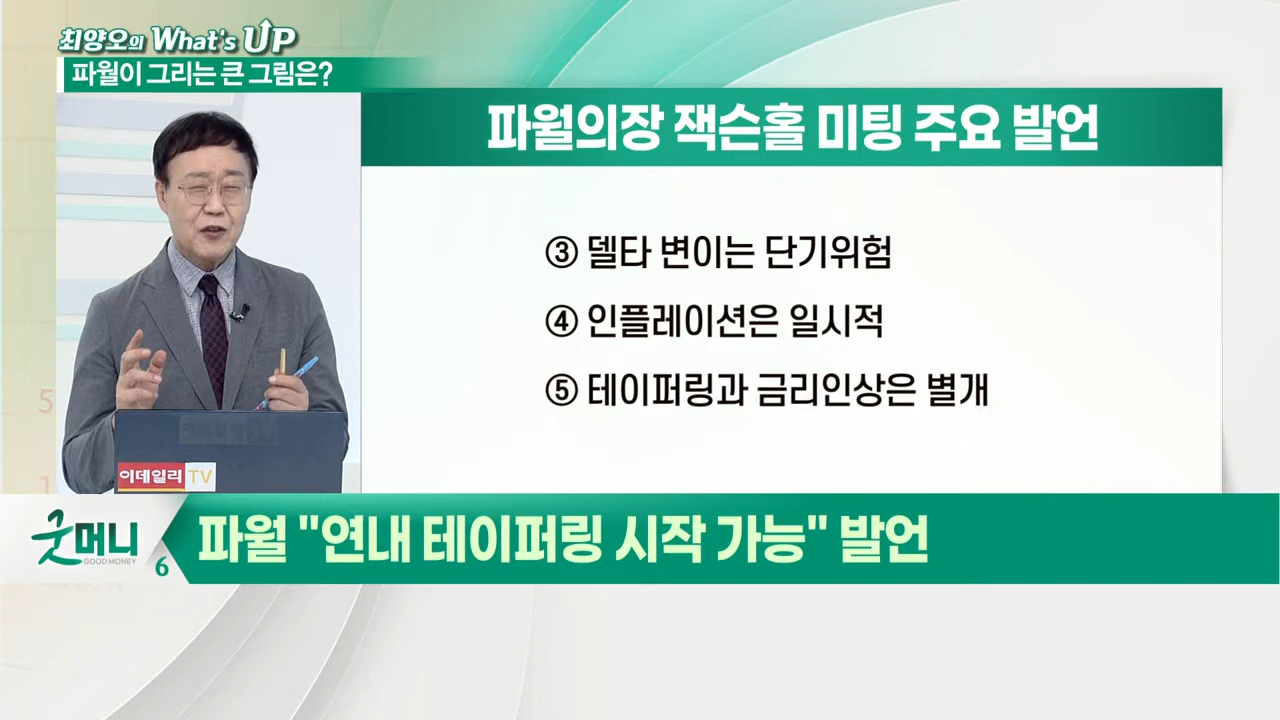 최양오의 What's UP
파월이 그리는 큰 그림은?
파월의장 잭슨홀 미팅 주요 발언
③ 델타 변이는 단기위험
④ 인플레이션은 일시적
⑤ 테이퍼링과 금리인상은 별개
5
1
이데일리 TV
굿머니
GOOD MONEY
6
파월 "연내 테이퍼링 시작 가능" 발언